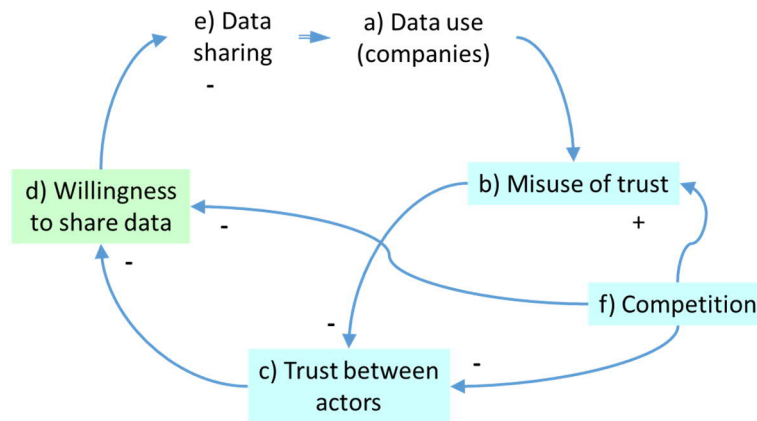 e) Data
sharing
-
a) Data use
(companies)
b) Misuse of trust
+
d) Willingness
to share data
-
-
f) Competition
-
-
c) Trust between
actors